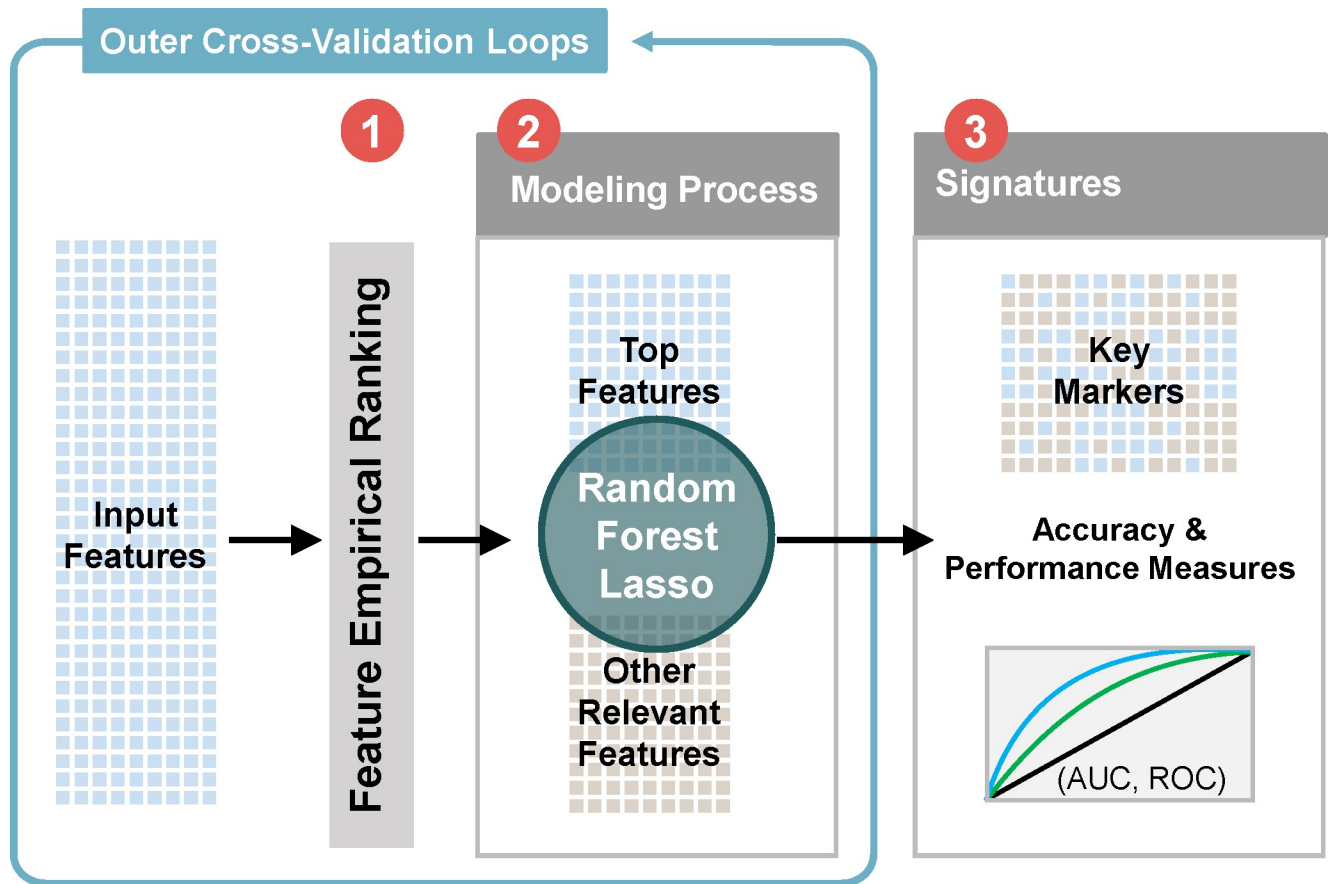 Outer Cross-Validation Loops
1
2
3
Modeling Process
Signatures
Input
Features
Feature Empirical Ranking
Top
Features
Random
Forest
Lasso
Other
Relevant
Features
Key
Markers
Accuracy &
Performance Measures
(AUC, ROC)